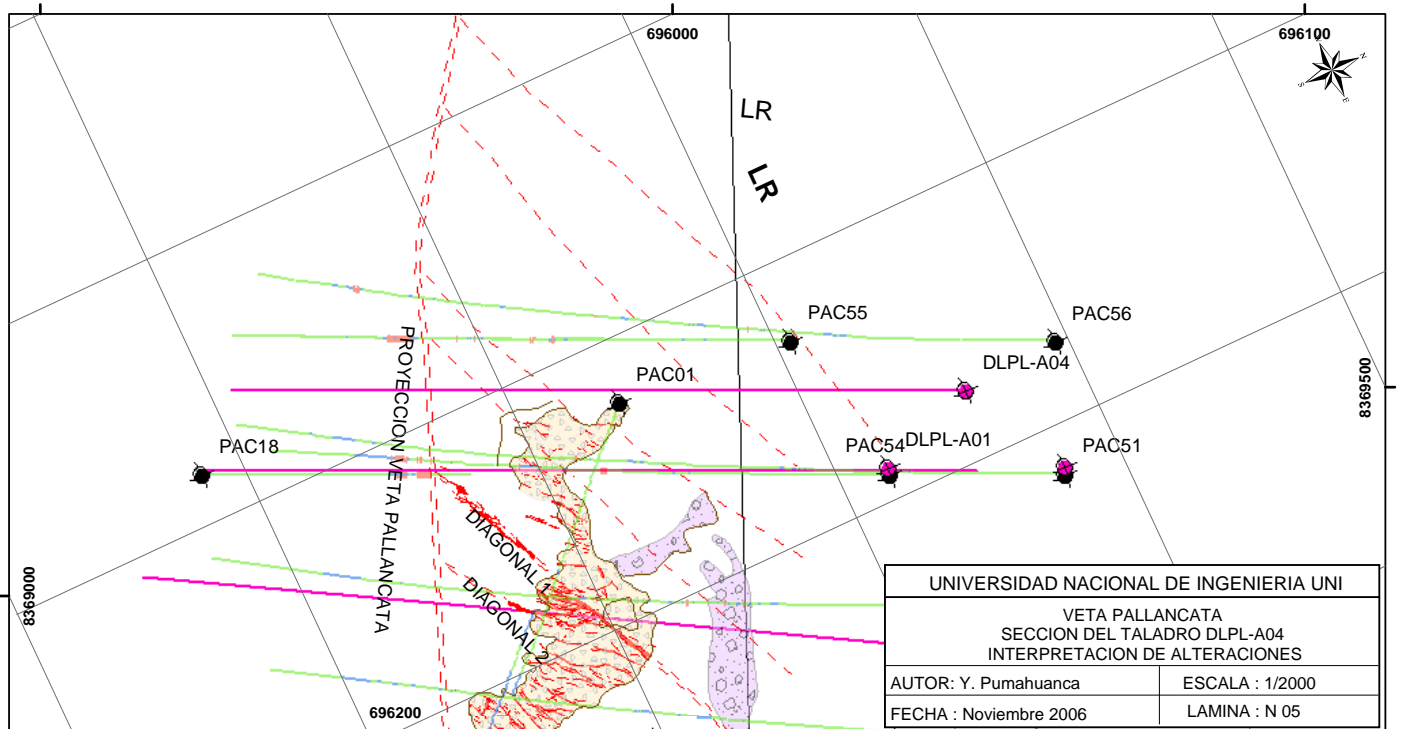 696000
696100
N
S
E
LR
LR
PAC55
PAC56
DLPL-A04
PAC01
8369500
PROYECCION VETA PALLANCATA
PAC18
PAC54
DLPL-A01
PAC51
DIAGONAL 1
DIAGONAL 2
8369000
696200
UNIVERSIDAD NACIONAL DE INGENIERIA UNI
VETA PALLANCATA
SECCION DEL TALADRO DLPL-A04
INTERPRETACION DE ALTERACIONES
AUTOR: Y. Pumahuanca
ESCALA : 1/2000
FECHA : Noviembre 2006
LAMINA : N 05